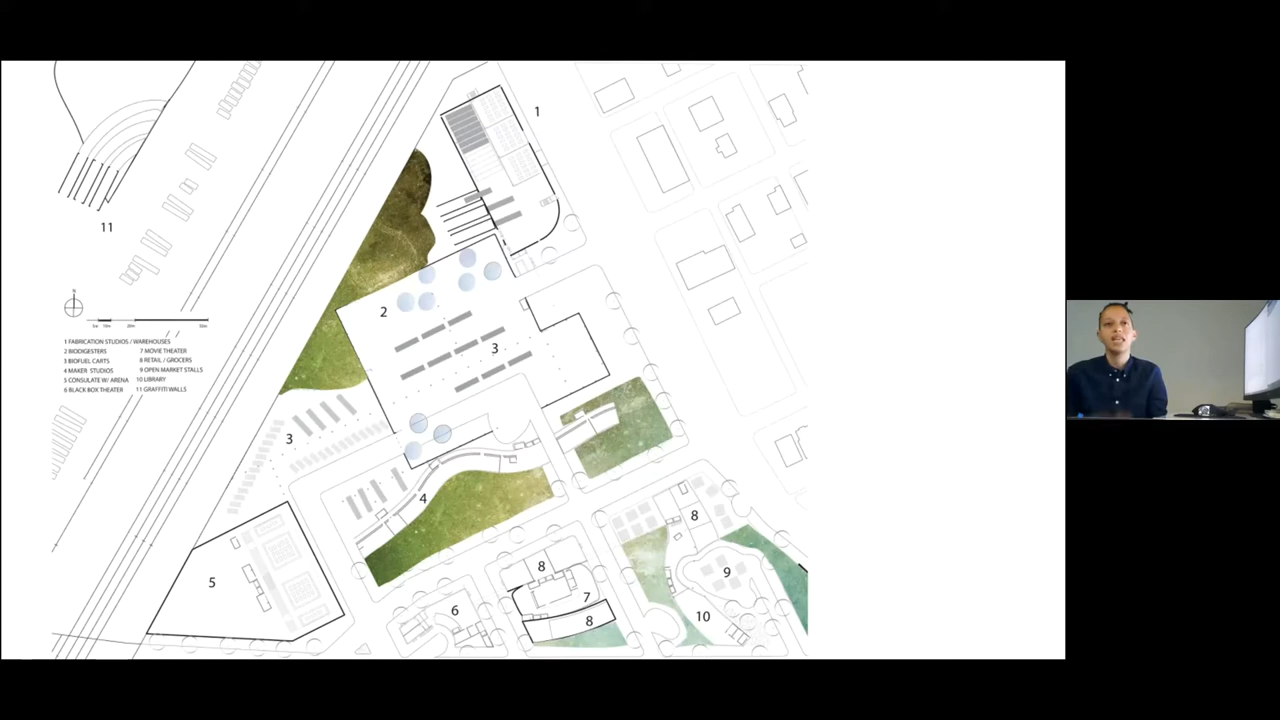 1
11
N
2
3
1 FABRICATION STUDIOS / WAREHOUSES
2 BIODIGESTERS
3 BIOFUEL CARTS
4 MAKER STUDIOS
5 CONSULATE W/ ARENA
6 BLACK BOX THEATER
7 MOVIE THEATER
8 RETAIL / GROCERS
9 OPEN MARKET STALLS
10 LIBRARY
11 GRAFFITI WALLS
3
4
8
8
9
5
7
6
10
8